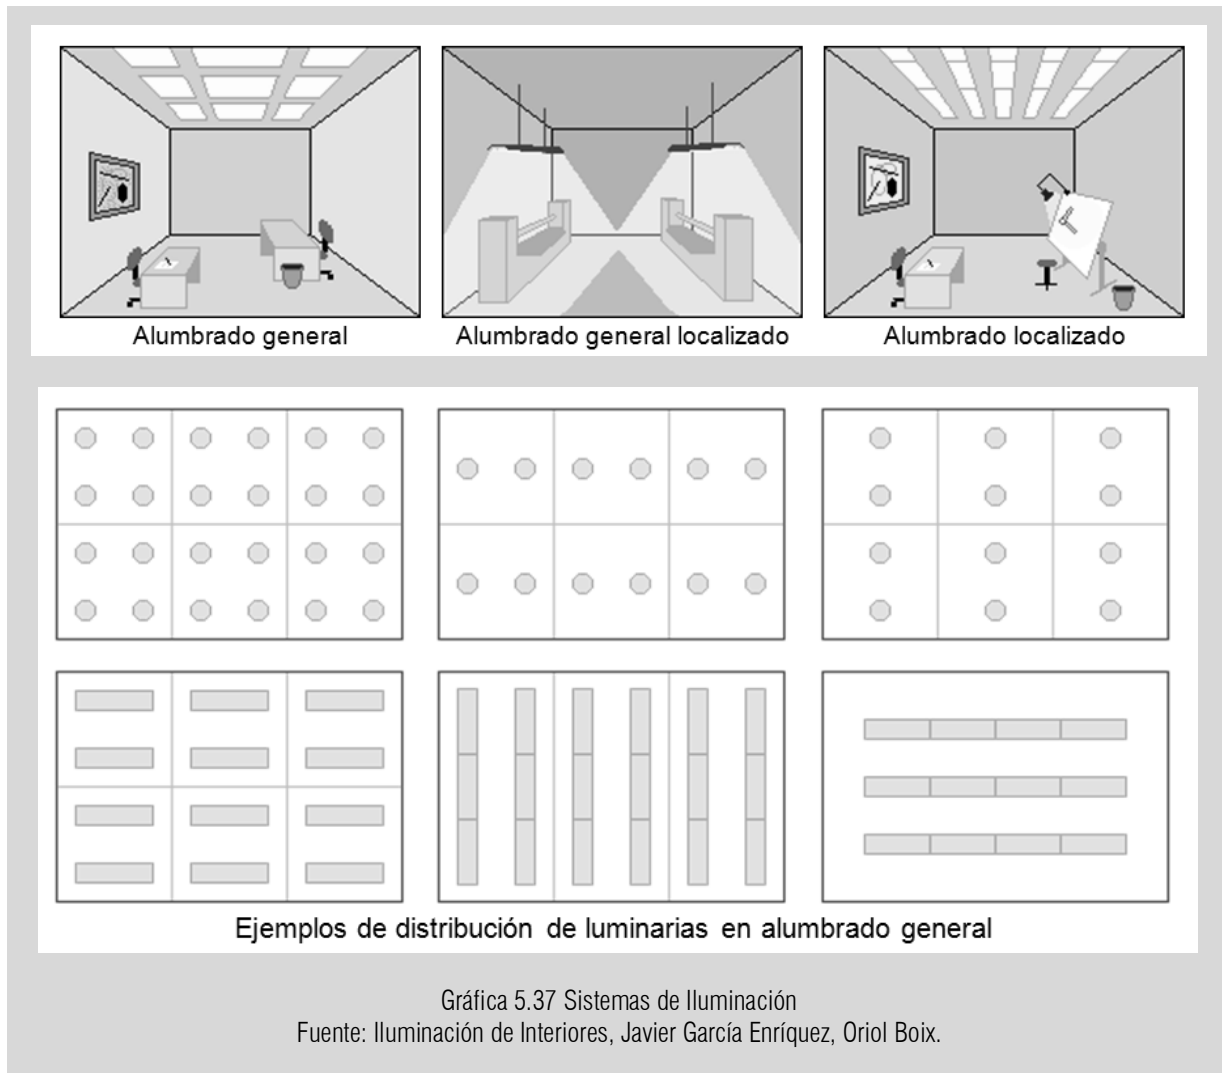 Alumbrado general
Alumbrado general localizado
Alumbrado localizado
Ejemplos de distribución de luminarias en alumbrado general
Gráfica 5.37 Sistemas de Iluminación
Fuente: Iluminación de Interiores, Javier García Enríquez, Oriol Boix.